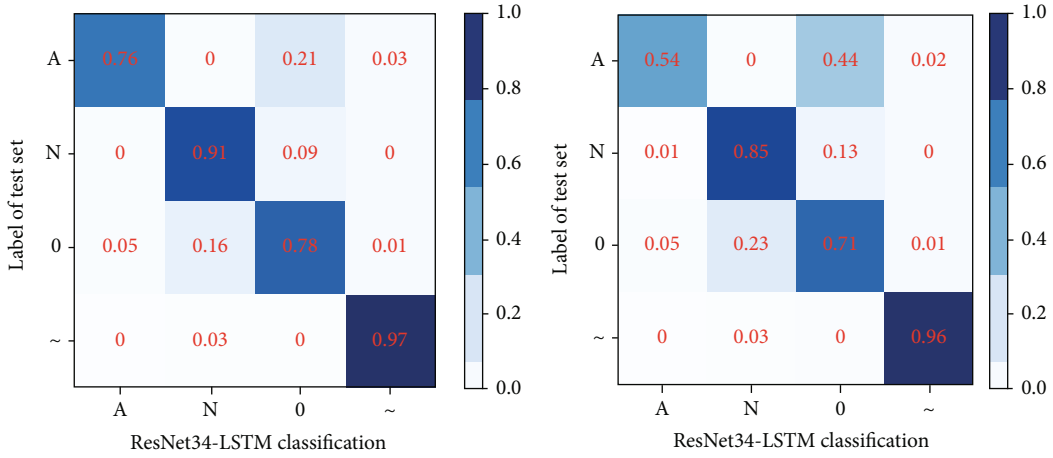 A 0.76 0 0.21 0.03
N 0 0.91 0.09 0
0 0.05 0.16 0.78 0.01
~ 0 0.03 0 0.97
A N 0 ~
Label of test set
ResNet34-LSTM classification
1.0
0.8
0.6
0.4
0.2
0.0
A 0.54 0 0.44 0.02
N 0.01 0.85 0.13 0
0 0.05 0.23 0.71 0.01
~ 0 0.03 0 0.96
A N 0 ~
Label of test set
ResNet34-LSTM classification
1.0
0.8
0.6
0.4
0.2
0.0